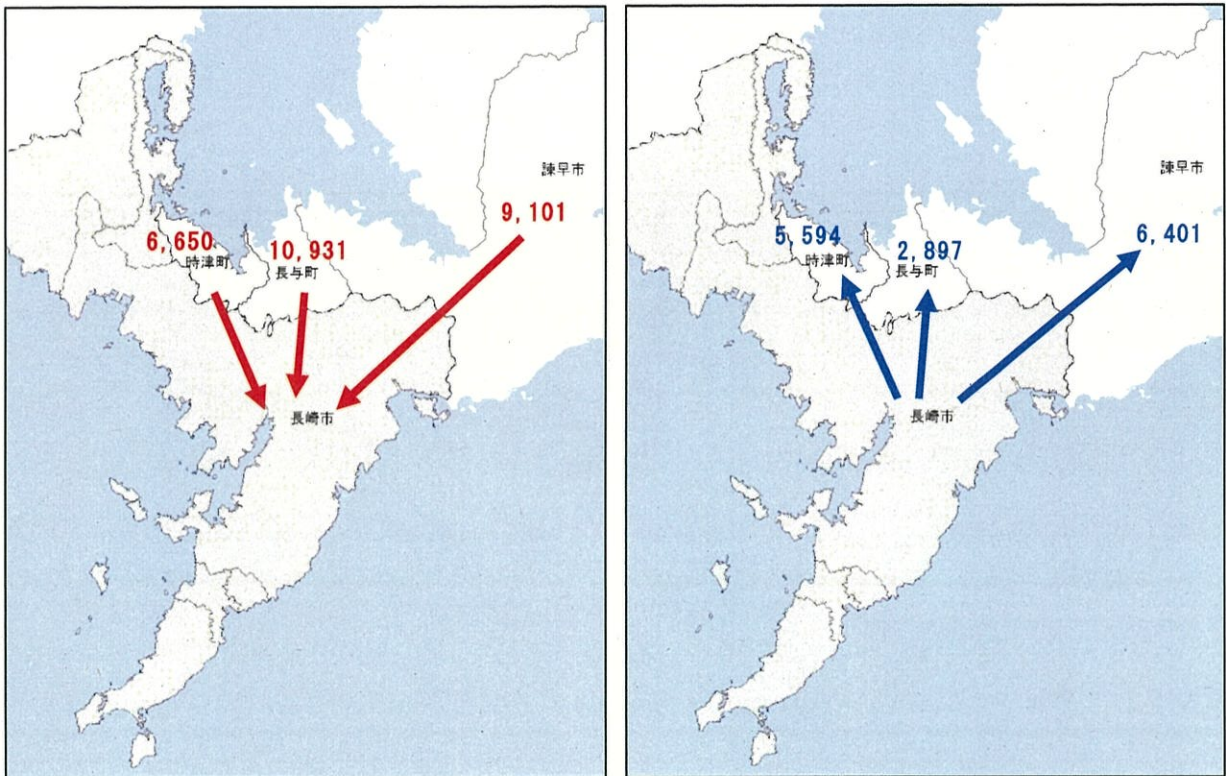 諫早市
9,101
6,650
時津町
10,931
長与町
長崎市
諫早市
6,401
5,594
時津町
2,897
長与町
長崎市